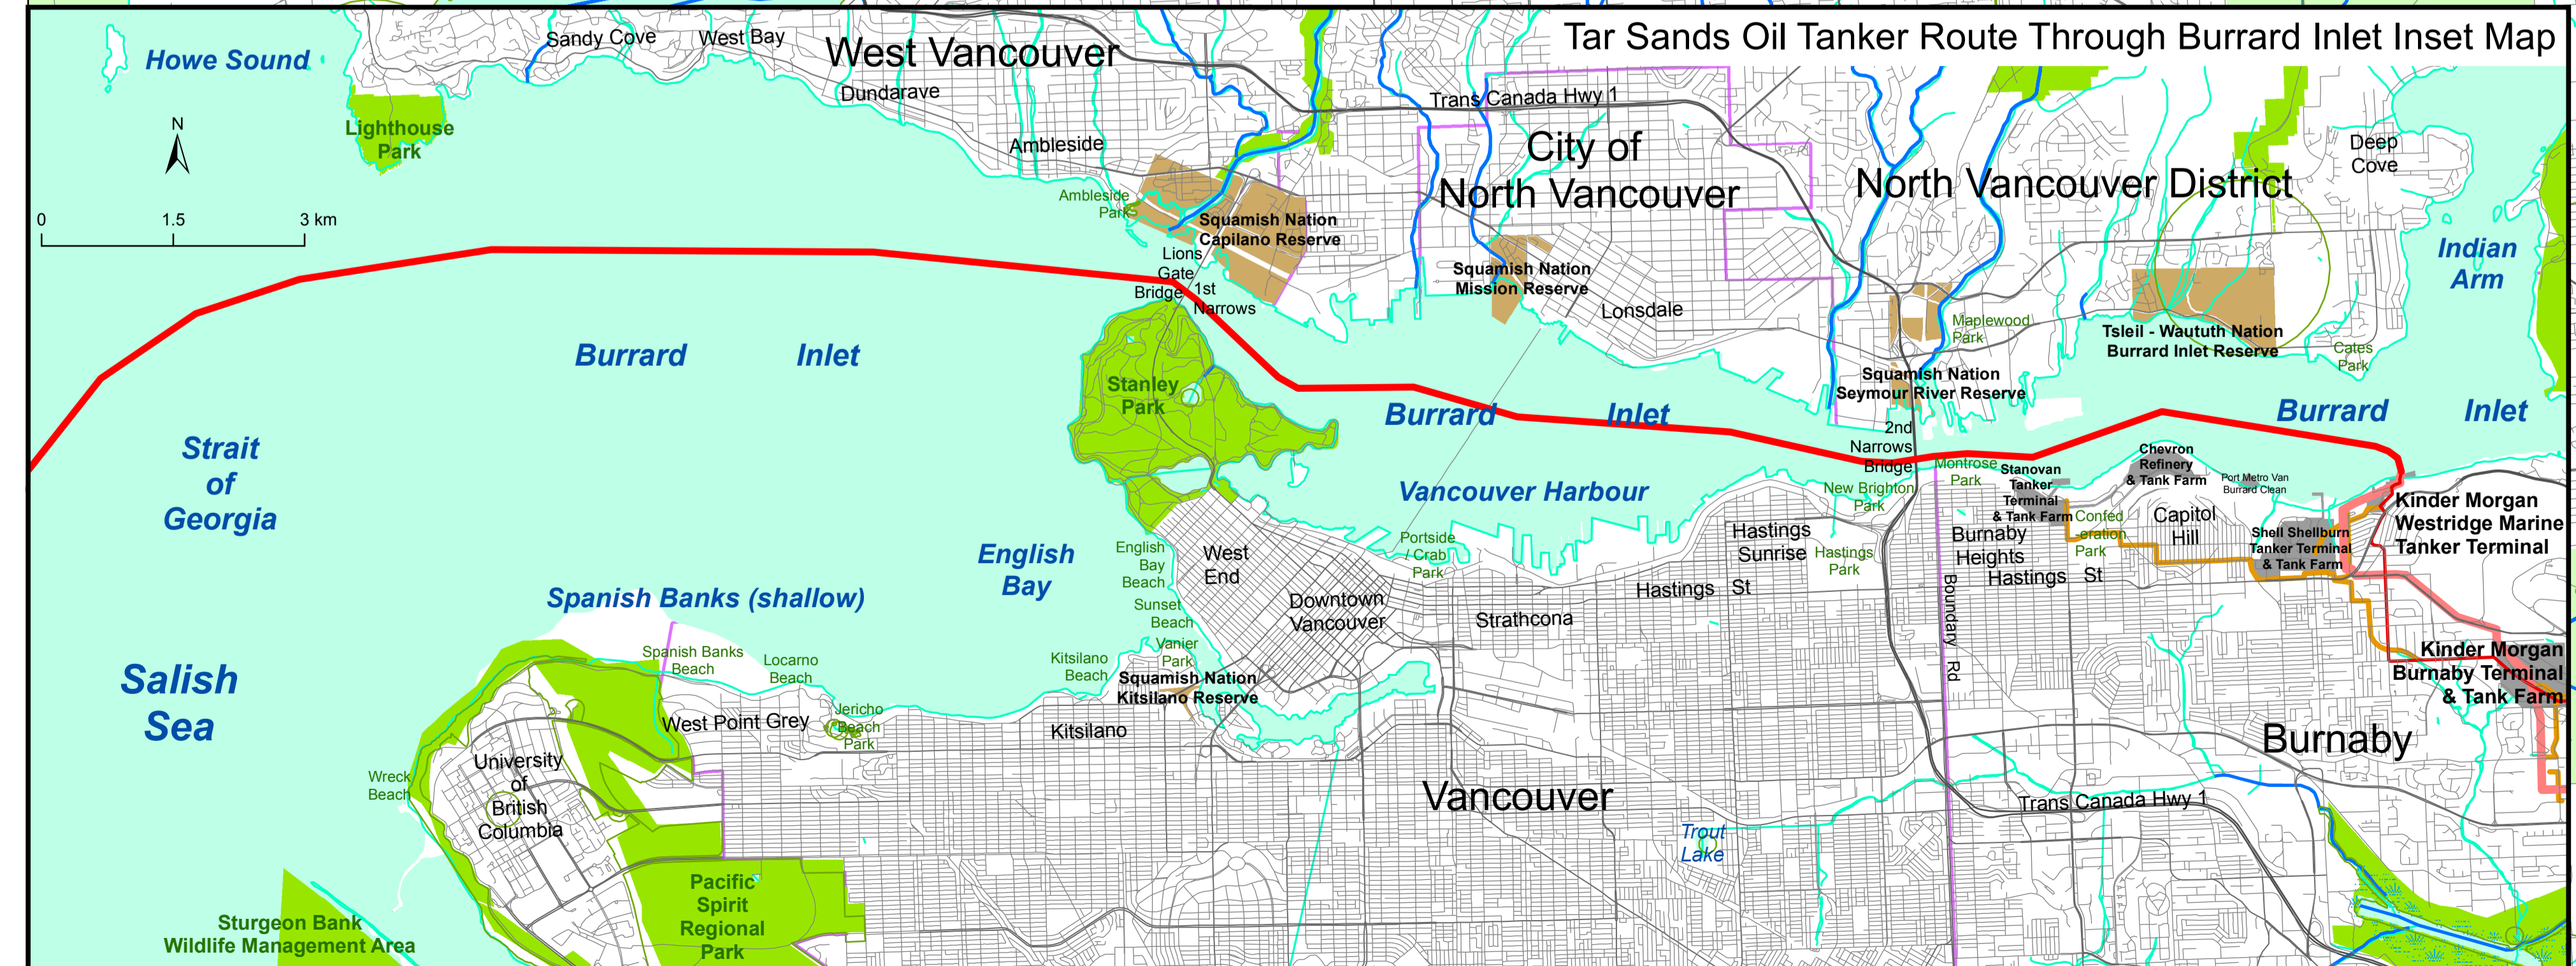 Tar Sands Oil Tanker Route Through Burrard Inlet Inset Map
Howe Sound
Sandy Cove
West Bay
West Vancouver
Dundarave
Trans Canada Hwy 1
Lighthouse
Park
N
0 1.5 3 km
Ambleside
Ambleside
Park
Squamish Nation
Capilano Reserve
City of
North Vancouver
North Vancouver District
Deep
Cove
Indian
Arm
Lions
Gate
Bridge
1st
Narrows
Squamish Nation
Mission Reserve
Lonsdale
Maplewood
Park
Tsleil - Waututh Nation
Burrard Inlet Reserve
Cates
Park
Burrard Inlet
Stanley
Park
Squamish Nation
Seymour River Reserve
Burrard Inlet
Burrard Inlet
Strait
of
Georgia
2nd
Narrows
Bridge
Vancouver Harbour
New Brighton
Park
Montrose
Park
Stanovan
Tanker
Terminal
& Tank Farm
Chevron
Refinery
& Tank Farm
Port Metro Van
Burrard Clean
Kinder Morgan
Westridge Marine
Tanker Terminal
Confed
-eration
Park
Capitol
Hill
Shell Shellburn
Tanker Terminal
& Tank Farm
English
Bay
English
Bay
Beach
West
End
Portside
/ Crab
Park
Hastings
Sunrise
Hastings
Park
Burnaby
Heights
Hastings St
Hastings St
Spanish Banks (shallow)
Sunset
Beach
Downtown
Vancouver
Strathcona
Boundary Rd
Salish
Sea
Spanish Banks
Beach
Locarno
Beach
Kitsilano
Beach
Vanier
Park
Squamish Nation
Kitsilano Reserve
Kinder Morgan
Burnaby Terminal
& Tank Farm
West Point Grey
Jericho
Beach
Park
Kitsilano
Burnaby
Wreck
Beach
University
of
British
Columbia
Vancouver
Trans Canada Hwy 1
Trout
Lake
Pacific
Spirit
Regional
Park
Sturgeon Bank
Wildlife Management Area